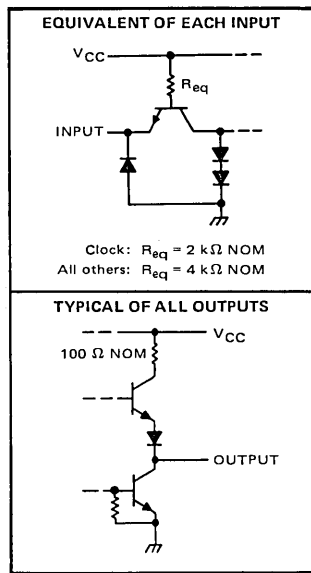 EQUIVALENT OF EACH INPUT
VCC
Req
INPUT
Clock: Req = 2 kΩ NOM
All others: Req = 4 kΩ NOM
TYPICAL OF ALL OUTPUTS
VCC
100 Ω NOM
OUTPUT